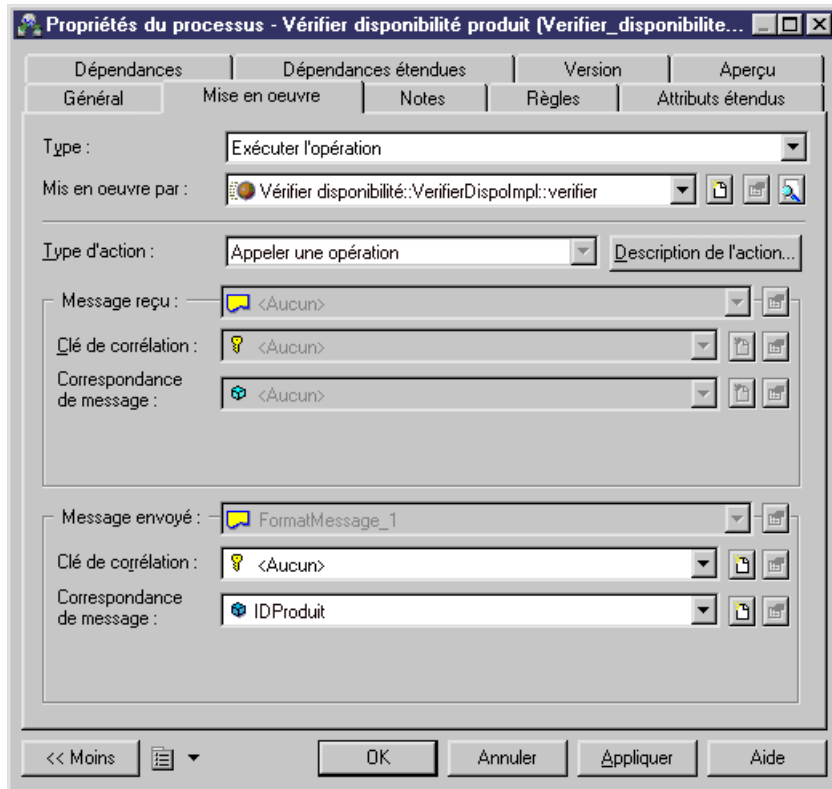 Propriétés du processus - Vérifier disponibilité produit (Verifier_disponibilite...
Dépendances Dépendances étendues Version Aperçu
Général Mise en oeuvre Notes Règles Attributs étendus
Type : Exécuter l'opération
Mis en oeuvre par : Vérifier disponibilité::VerifierDispoImpl::verifier
Type d'action : Appeler une opération Description de l'action...
Message reçu : <Aucun>
Clé de corrélation : <Aucun>
Correspondance
de message : <Aucun>
Message envoyé : FormatMessage_1
Clé de corrélation : <Aucun>
Correspondance
de message : IDProduit
<< Moins OK Annuler Appliquer Aide